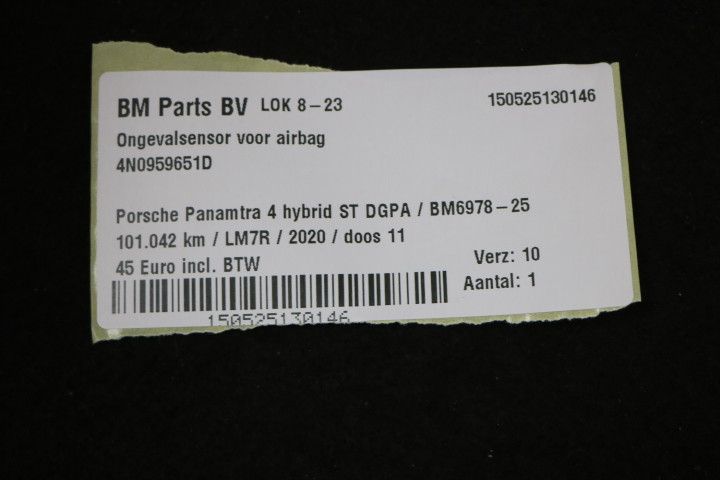 BM Parts BV LOK 8-23 150525130146
Ongevalsensor voor airbag
4N0959651D
Porsche Panamtra 4 hybrid ST DGPA / BM6978-25
101.042 km / LM7R / 2020 / doos 11
45 Euro incl. BTW Verz: 10
Aantal: 1
150525130146